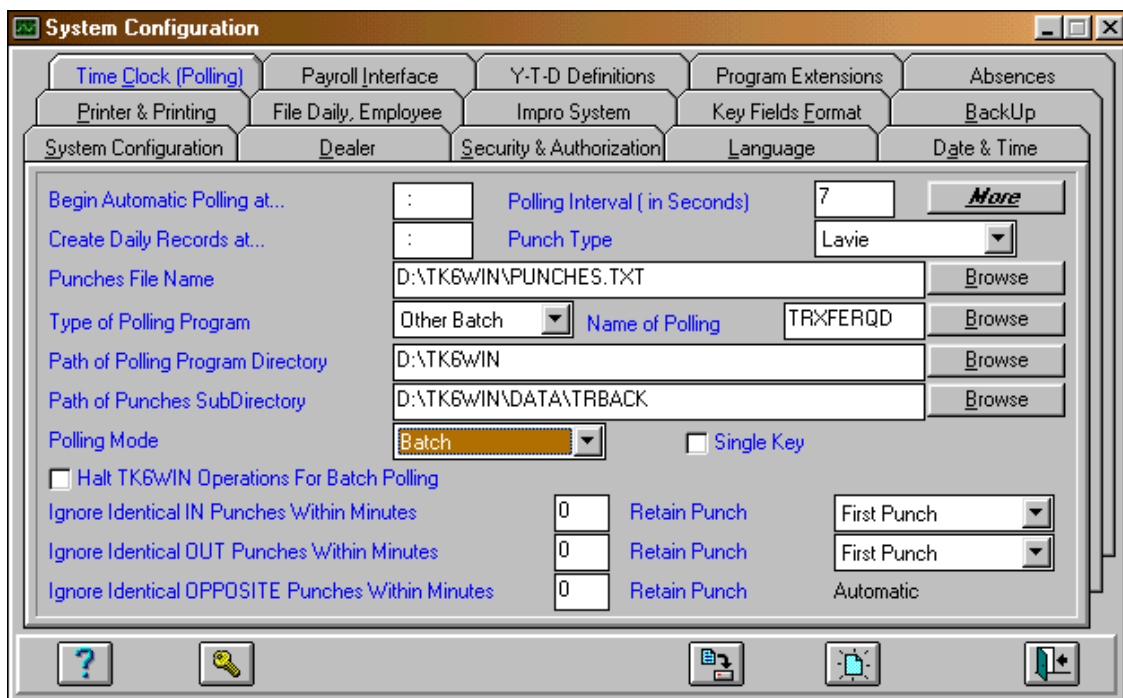 System Configuration
Time Clock (Polling) Payroll Interface Y-T-D Definitions Program Extensions Absences
Printer & Printing File Daily, Employee Impro System Key Fields Format BackUp
System Configuration Dealer Security & Authorization Language Date & Time
Begin Automatic Polling at... : Polling Interval ( in Seconds) 7 More
Create Daily Records at... : Punch Type Lavie
Punches File Name D:\TK6WIN\PUNCHES.TXT Browse
Type of Polling Program Other Batch Name of Polling TRXFERQD Browse
Path of Polling Program Directory D:\TK6WIN Browse
Path of Punches SubDirectory D:\TK6WIN\DATA\TRBACK Browse
Polling Mode Batch Single Key
Halt TK6WIN Operations For Batch Polling
Ignore Identical IN Punches Within Minutes 0 Retain Punch First Punch
Ignore Identical OUT Punches Within Minutes 0 Retain Punch First Punch
Ignore Identical OPPOSITE Punches Within Minutes 0 Retain Punch Automatic
?